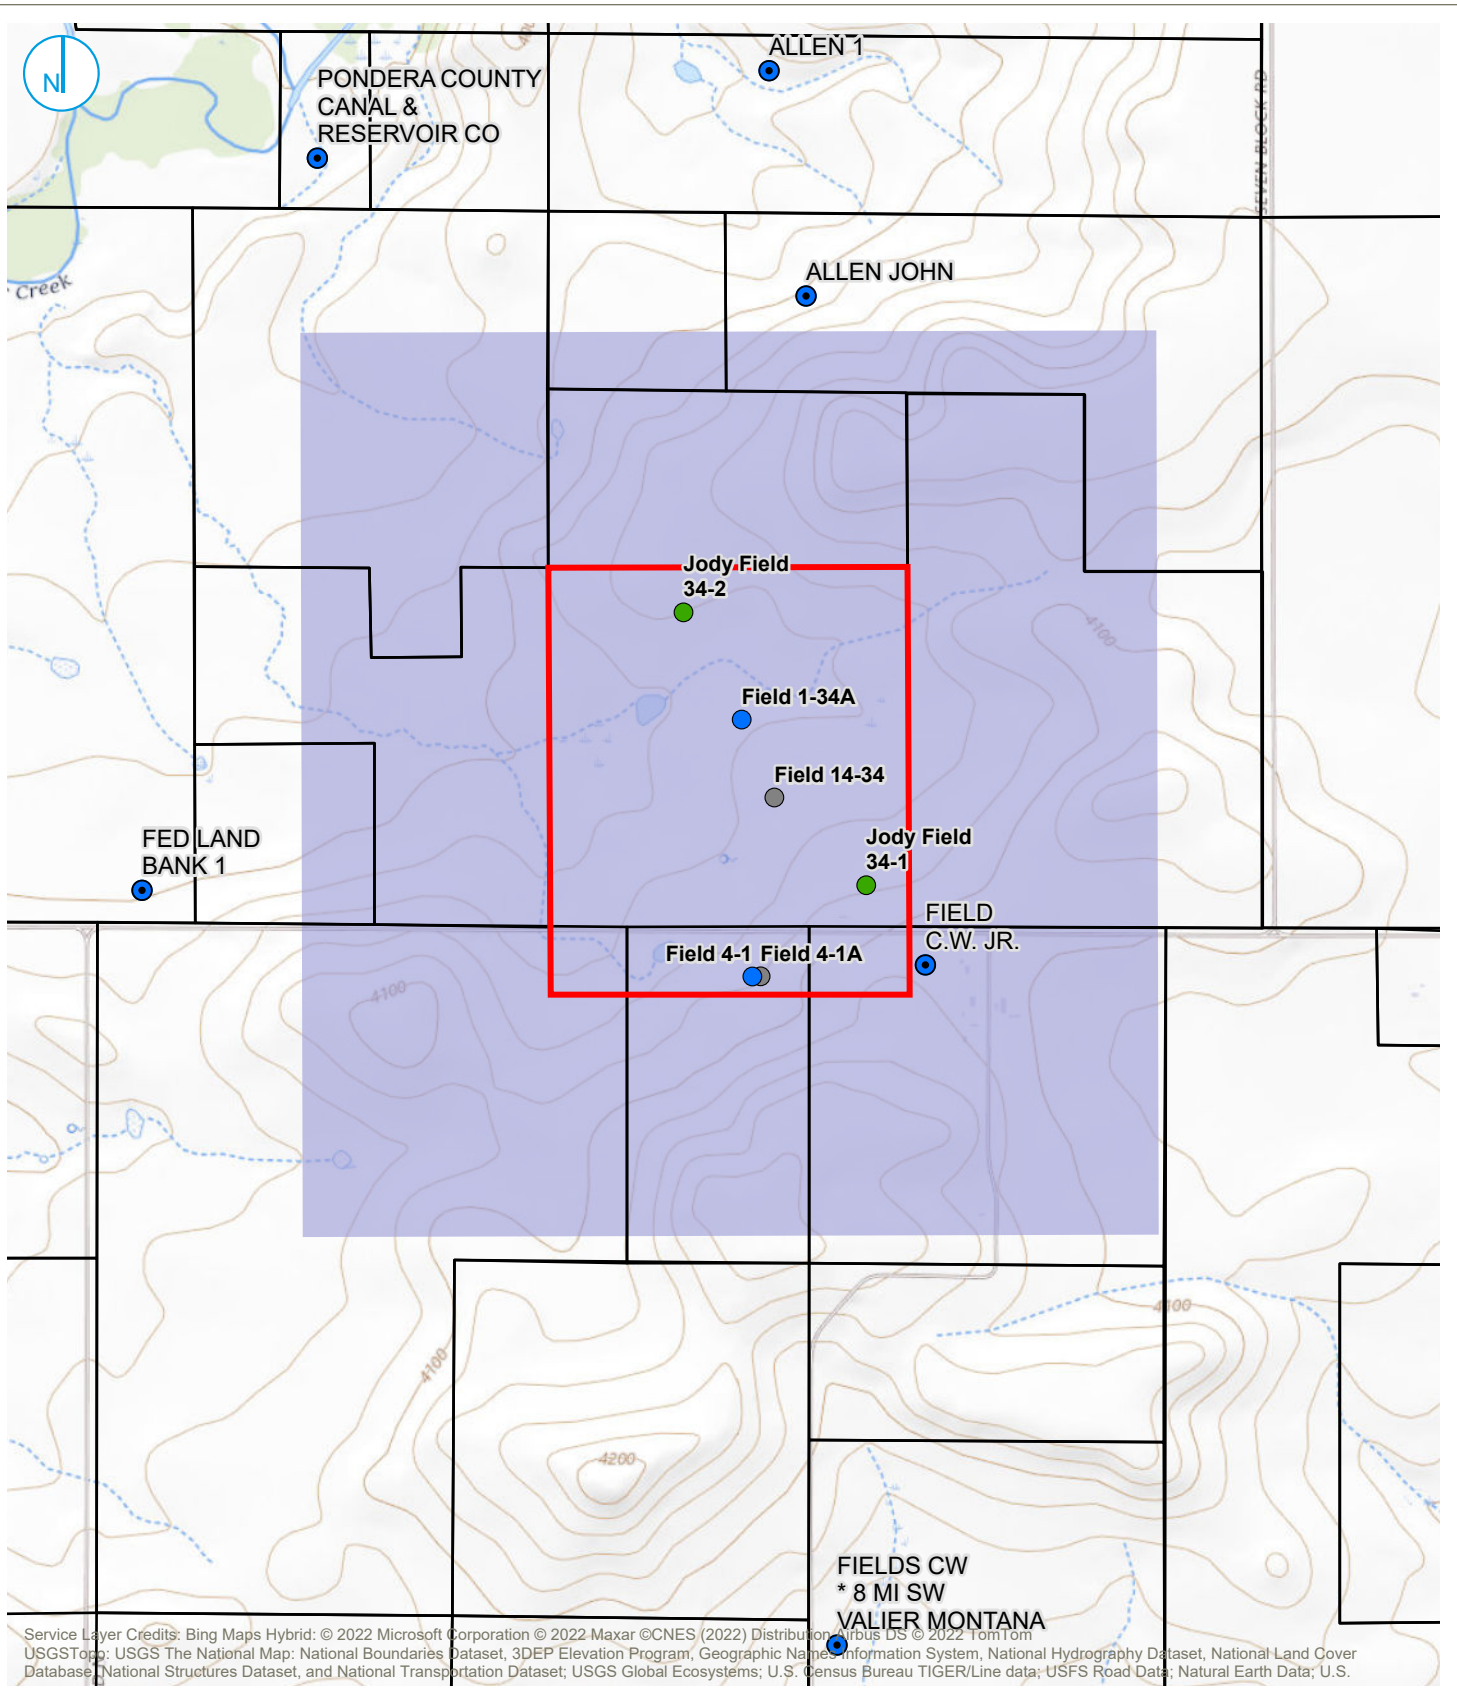 N
ALLEN 1
PONDERA COUNTY
CANAL &
RESERVOIR CO
SEVEN BLOCK RD
ALLEN JOHN
Creek
Jody Field
34-2
4100
Field 1-34A
Field 14-34
FED LAND
BANK 1
Jody Field
34-1
FIELD
C.W. JR.
Field 4-1 Field 4-1A
4100
4100
4100
4200
FIELDS CW
* 8 MI SW
VALIER MONTANA
Service Layer Credits: Bing Maps Hybrid: © 2022 Microsoft Corporation © 2022 Maxar ©CNES (2022) Distribution Airbus DS © 2022 TomTom
USGSTopo: USGS The National Map: National Boundaries Dataset, 3DEP Elevation Program, Geographic Names Information System, National Hydrography Dataset, National Land Cover
Database, National Structures Dataset, and National Transportation Dataset; USGS Global Ecosystems; U.S. Census Bureau TIGER/Line data; USFS Road Data; Natural Earth Data; U.S.